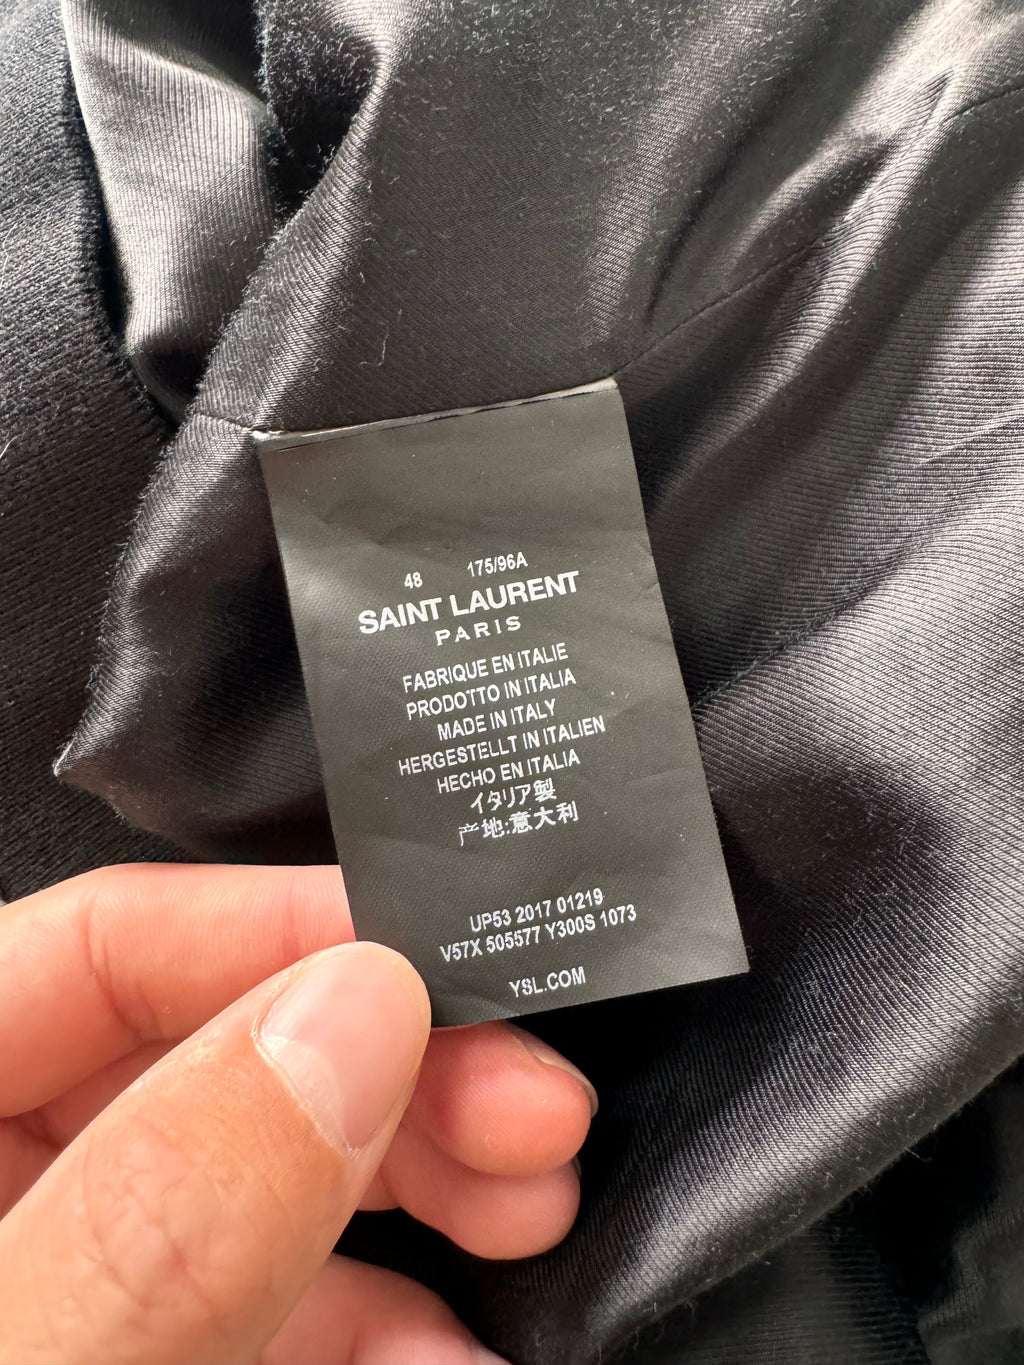 48 175/96A
SAINT LAURENT
PARIS
FABRIQUE EN ITALIE
PRODOTTO IN ITALIA
MADE IN ITALY
HERGESTELLT IN ITALIEN
HECHO EN ITALIA
イタリア製
产地:意大利
UP53 2017 01219
V57X 505577 Y300S 1073
YSL.COM